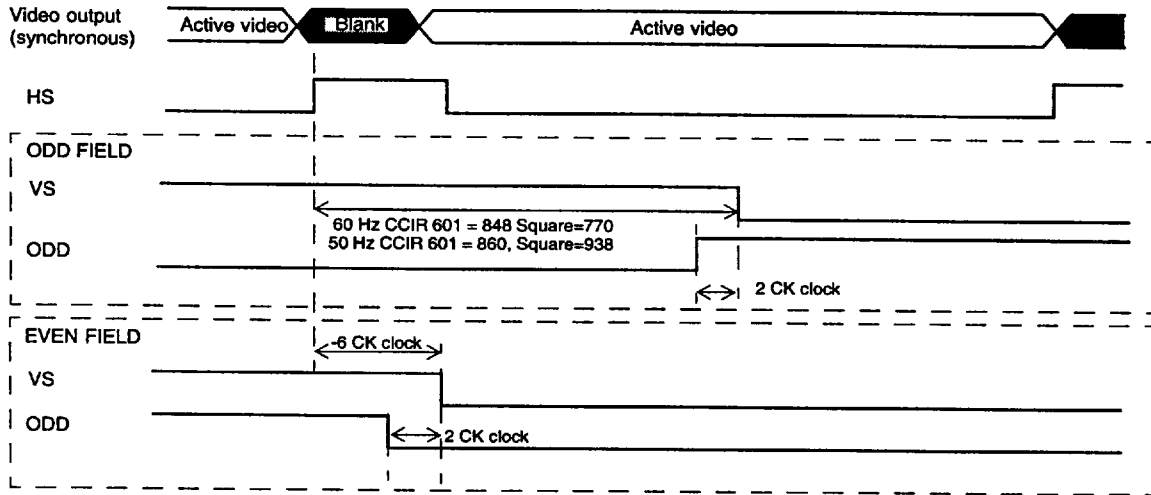 Video output
(synchronous)
Active video
Blank
Active video
HS
ODD FIELD
VS
60 Hz CCIR 601 = 848 Square=770
50 Hz CCIR 601 = 860, Square=938
ODD
2 CK clock
EVEN FIELD
-6 CK clock
VS
ODD
2 CK clock